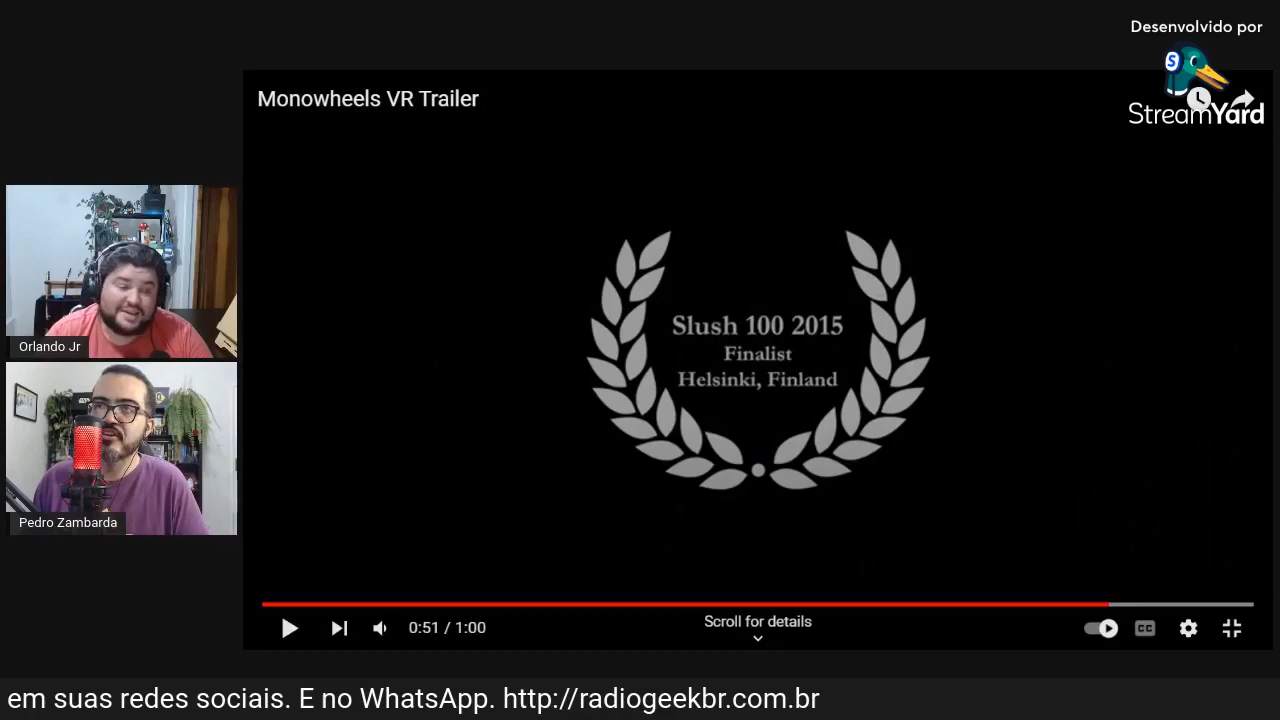 Desenvolvido por
S
StreamYard
Monowheels VR Trailer
Slush 100 2015
Finalist
Helsinki, Finland
Orlando Jr
Pedro Zambarda
0:51 / 1:00
Scroll for details
CC
em suas redes sociais. E no WhatsApp. http://radiogeekbr.com.br